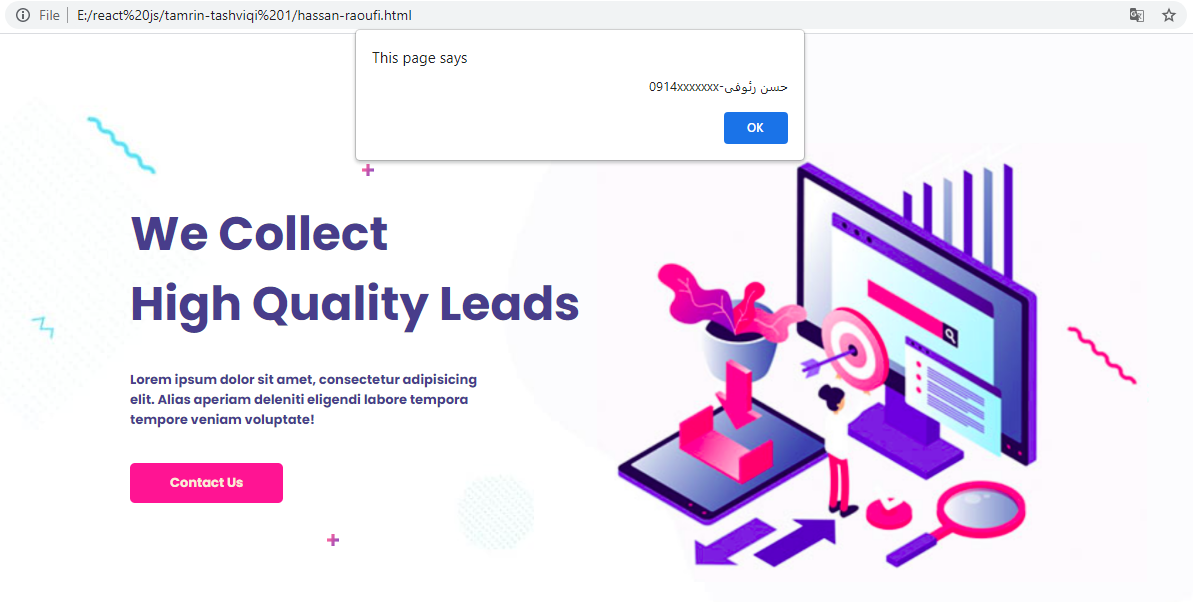 File
E:/react%20js/tamrin-tashviqi%201/hassan-raoufi.html
This page says
حسن رئوفی-0914xxxxxxx
OK
We Collect
High Quality Leads
Lorem ipsum dolor sit amet, consectetur adipisicing
elit. Alias aperiam deleniti eligendi labore tempora
tempore veniam voluptate!
Contact Us